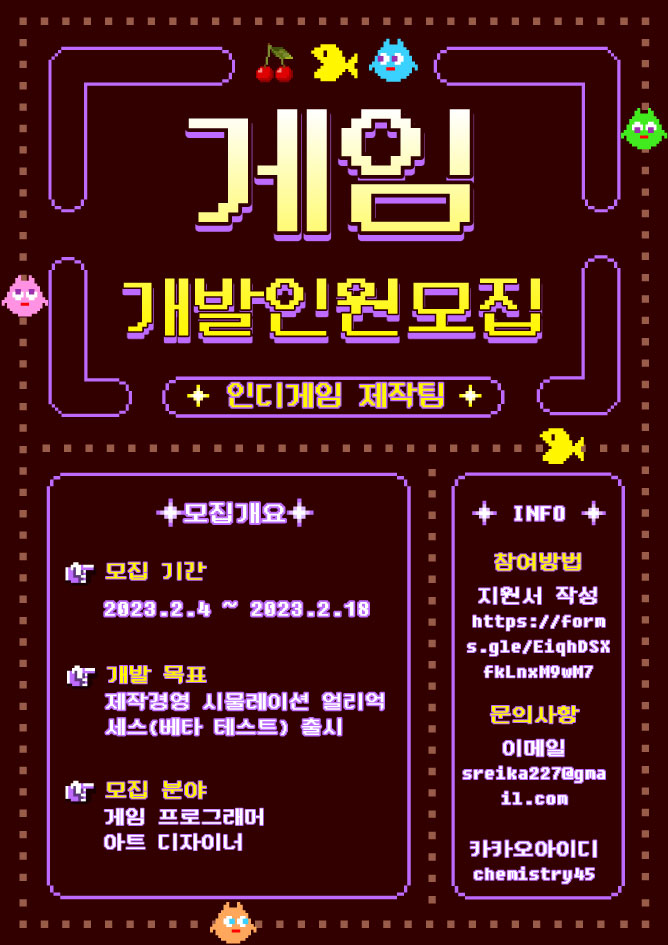 게임
개발인원모집
인디게임 제작팀
모집개요
모집 기간
2023.2.4 ~ 2023.2.18
개발 목표
제작경영 시뮬레이션 얼리억
세스(베타 테스트) 출시
모집 분야
게임 프로그래머
아트 디자이너
INFO
참여방법
지원서 작성
https://form
s.gle/EiqhDSX
fkLnxM9wM7
문의사항
이메일
sreika227@gma
il.com
카카오아이디
chemistry45